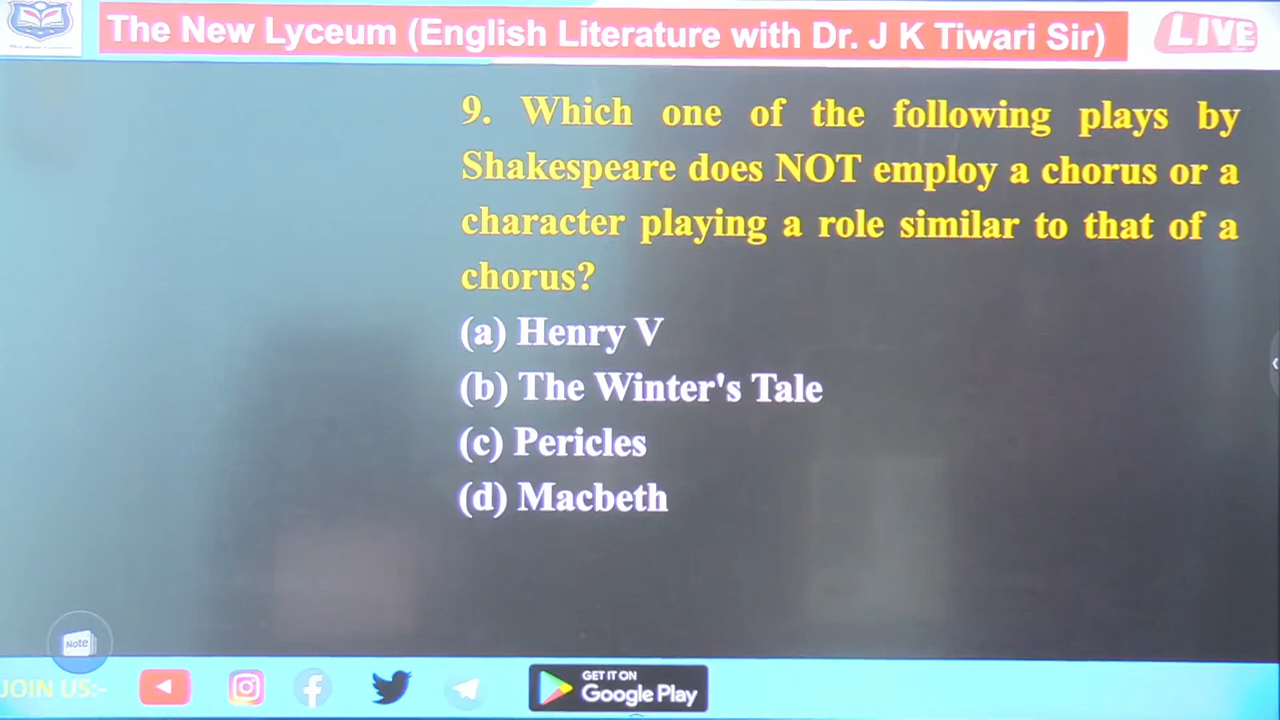 The New Lyceum (English Literature with Dr. J K Tiwari Sir)
LIVE
9. Which one of the following plays by
Shakespeare does NOT employ a chorus or a
character playing a role similar to that of a
chorus?
(a) Henry V
(b) The Winter's Tale
(c) Pericles
(d) Macbeth
Note
JOIN US:-
GET IT ON
Google Play